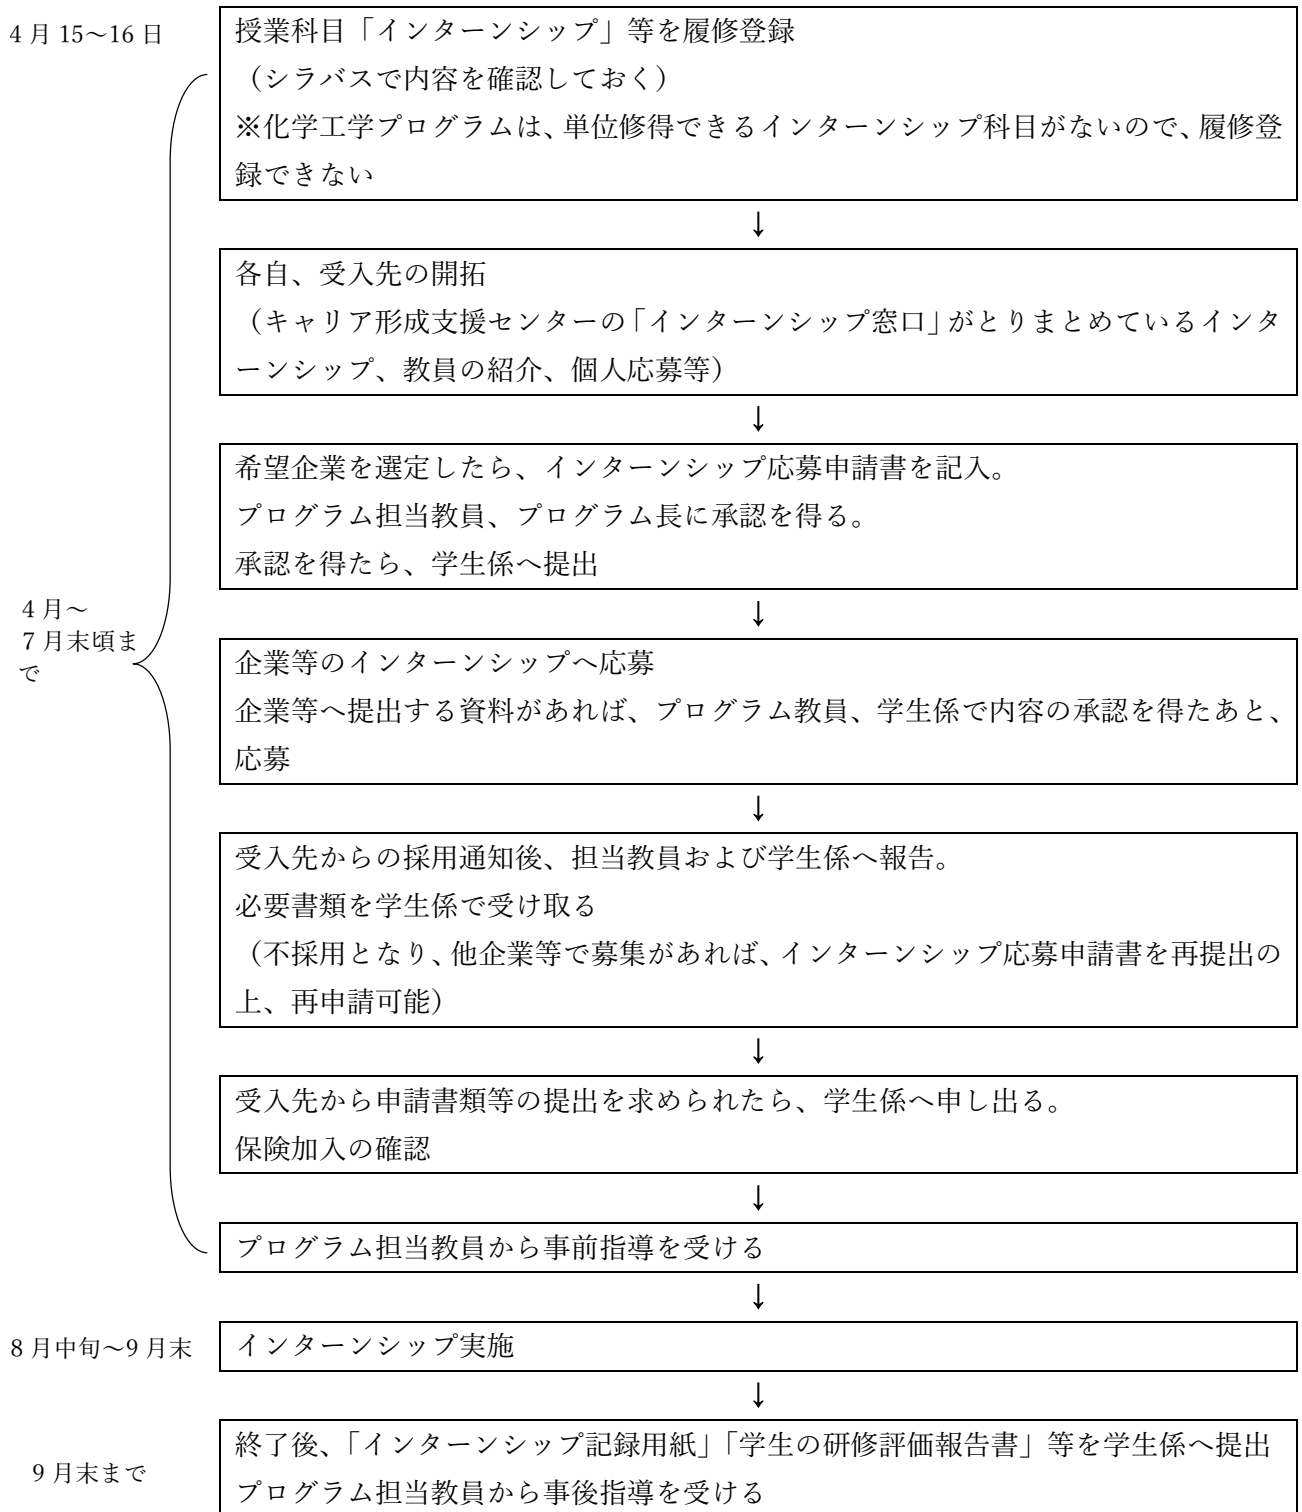 4 月 15～16 日
授業科目「インターンシップ」等を履修登録
（シラバスで内容を確認しておく）
※化学工学プログラムは、単位修得できるインターンシップ科目がないので、履修登
録できない
↓
各自、受入先の開拓
（キャリア形成支援センターの「インターンシップ窓口」がとりまとめているインタ
ーンシップ、教員の紹介、個人応募等）
↓
希望企業を選定したら、インターンシップ応募申請書を記入。
プログラム担当教員、プログラム長に承認を得る。
承認を得たら、学生係へ提出
↓
4 月～
7 月末頃ま
で
企業等のインターンシップへ応募
企業等へ提出する資料があれば、プログラム教員、学生係で内容の承認を得たあと、
応募
↓
受入先からの採用通知後、担当教員および学生係へ報告。
必要書類を学生係で受け取る
（不採用となり、他企業等で募集があれば、インターンシップ応募申請書を再提出の
上、再申請可能）
↓
受入先から申請書類等の提出を求められたら、学生係へ申し出る。
保険加入の確認
↓
プログラム担当教員から事前指導を受ける
↓
8 月中旬～9 月末
インターンシップ実施
↓
9 月末まで
終了後、「インターンシップ記録用紙」「学生の研修評価報告書」等を学生係へ提出
プログラム担当教員から事後指導を受ける